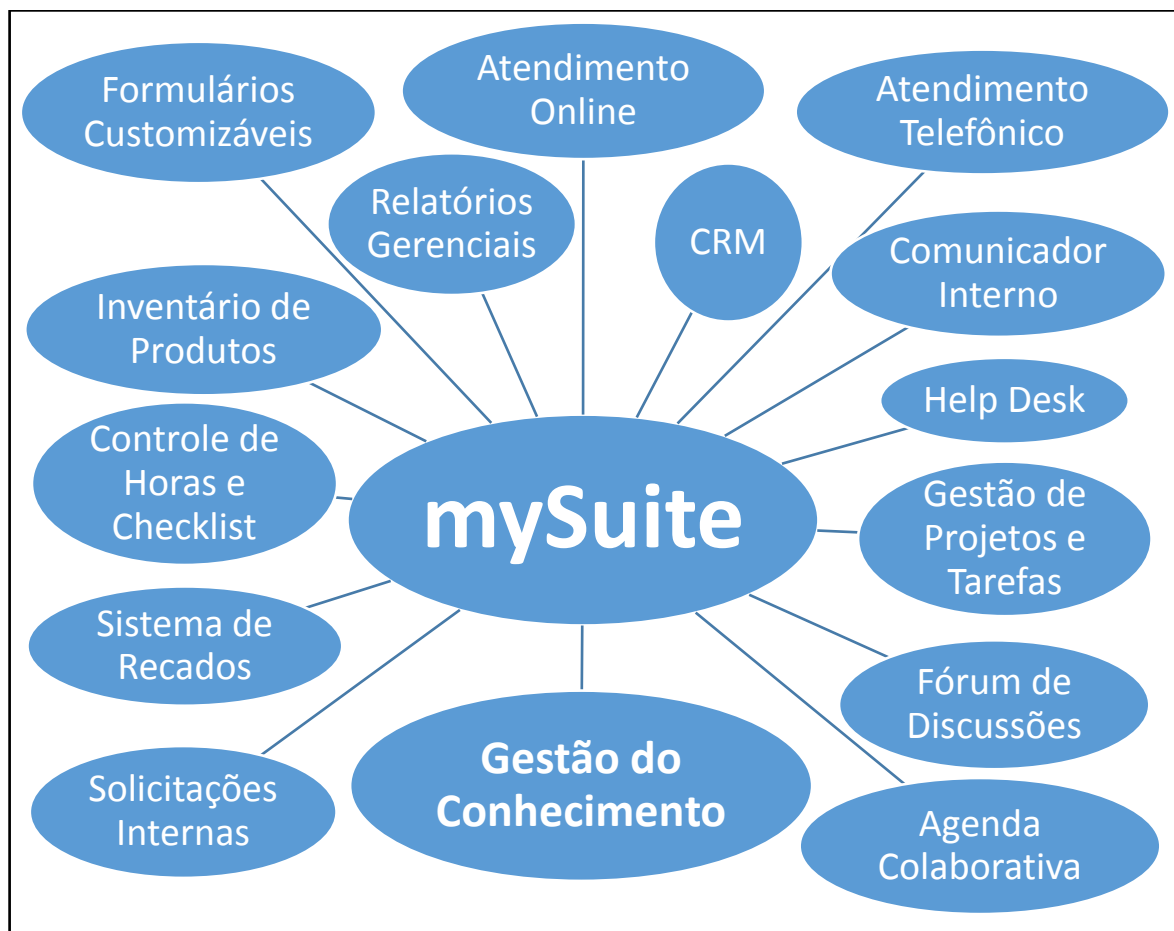 Formulários
Customizáveis
Atendimento
Online
Atendimento
Telefônico
Relatórios
Gerenciais
CRM
Comunicador
Interno
Inventário de
Produtos
Help Desk
Controle de
Horas e
Checklist
mySuite
Gestão de
Projetos e
Tarefas
Sistema de
Recados
Fórum de
Discussões
Solicitações
Internas
Gestão do
Conhecimento
Agenda
Colaborativa